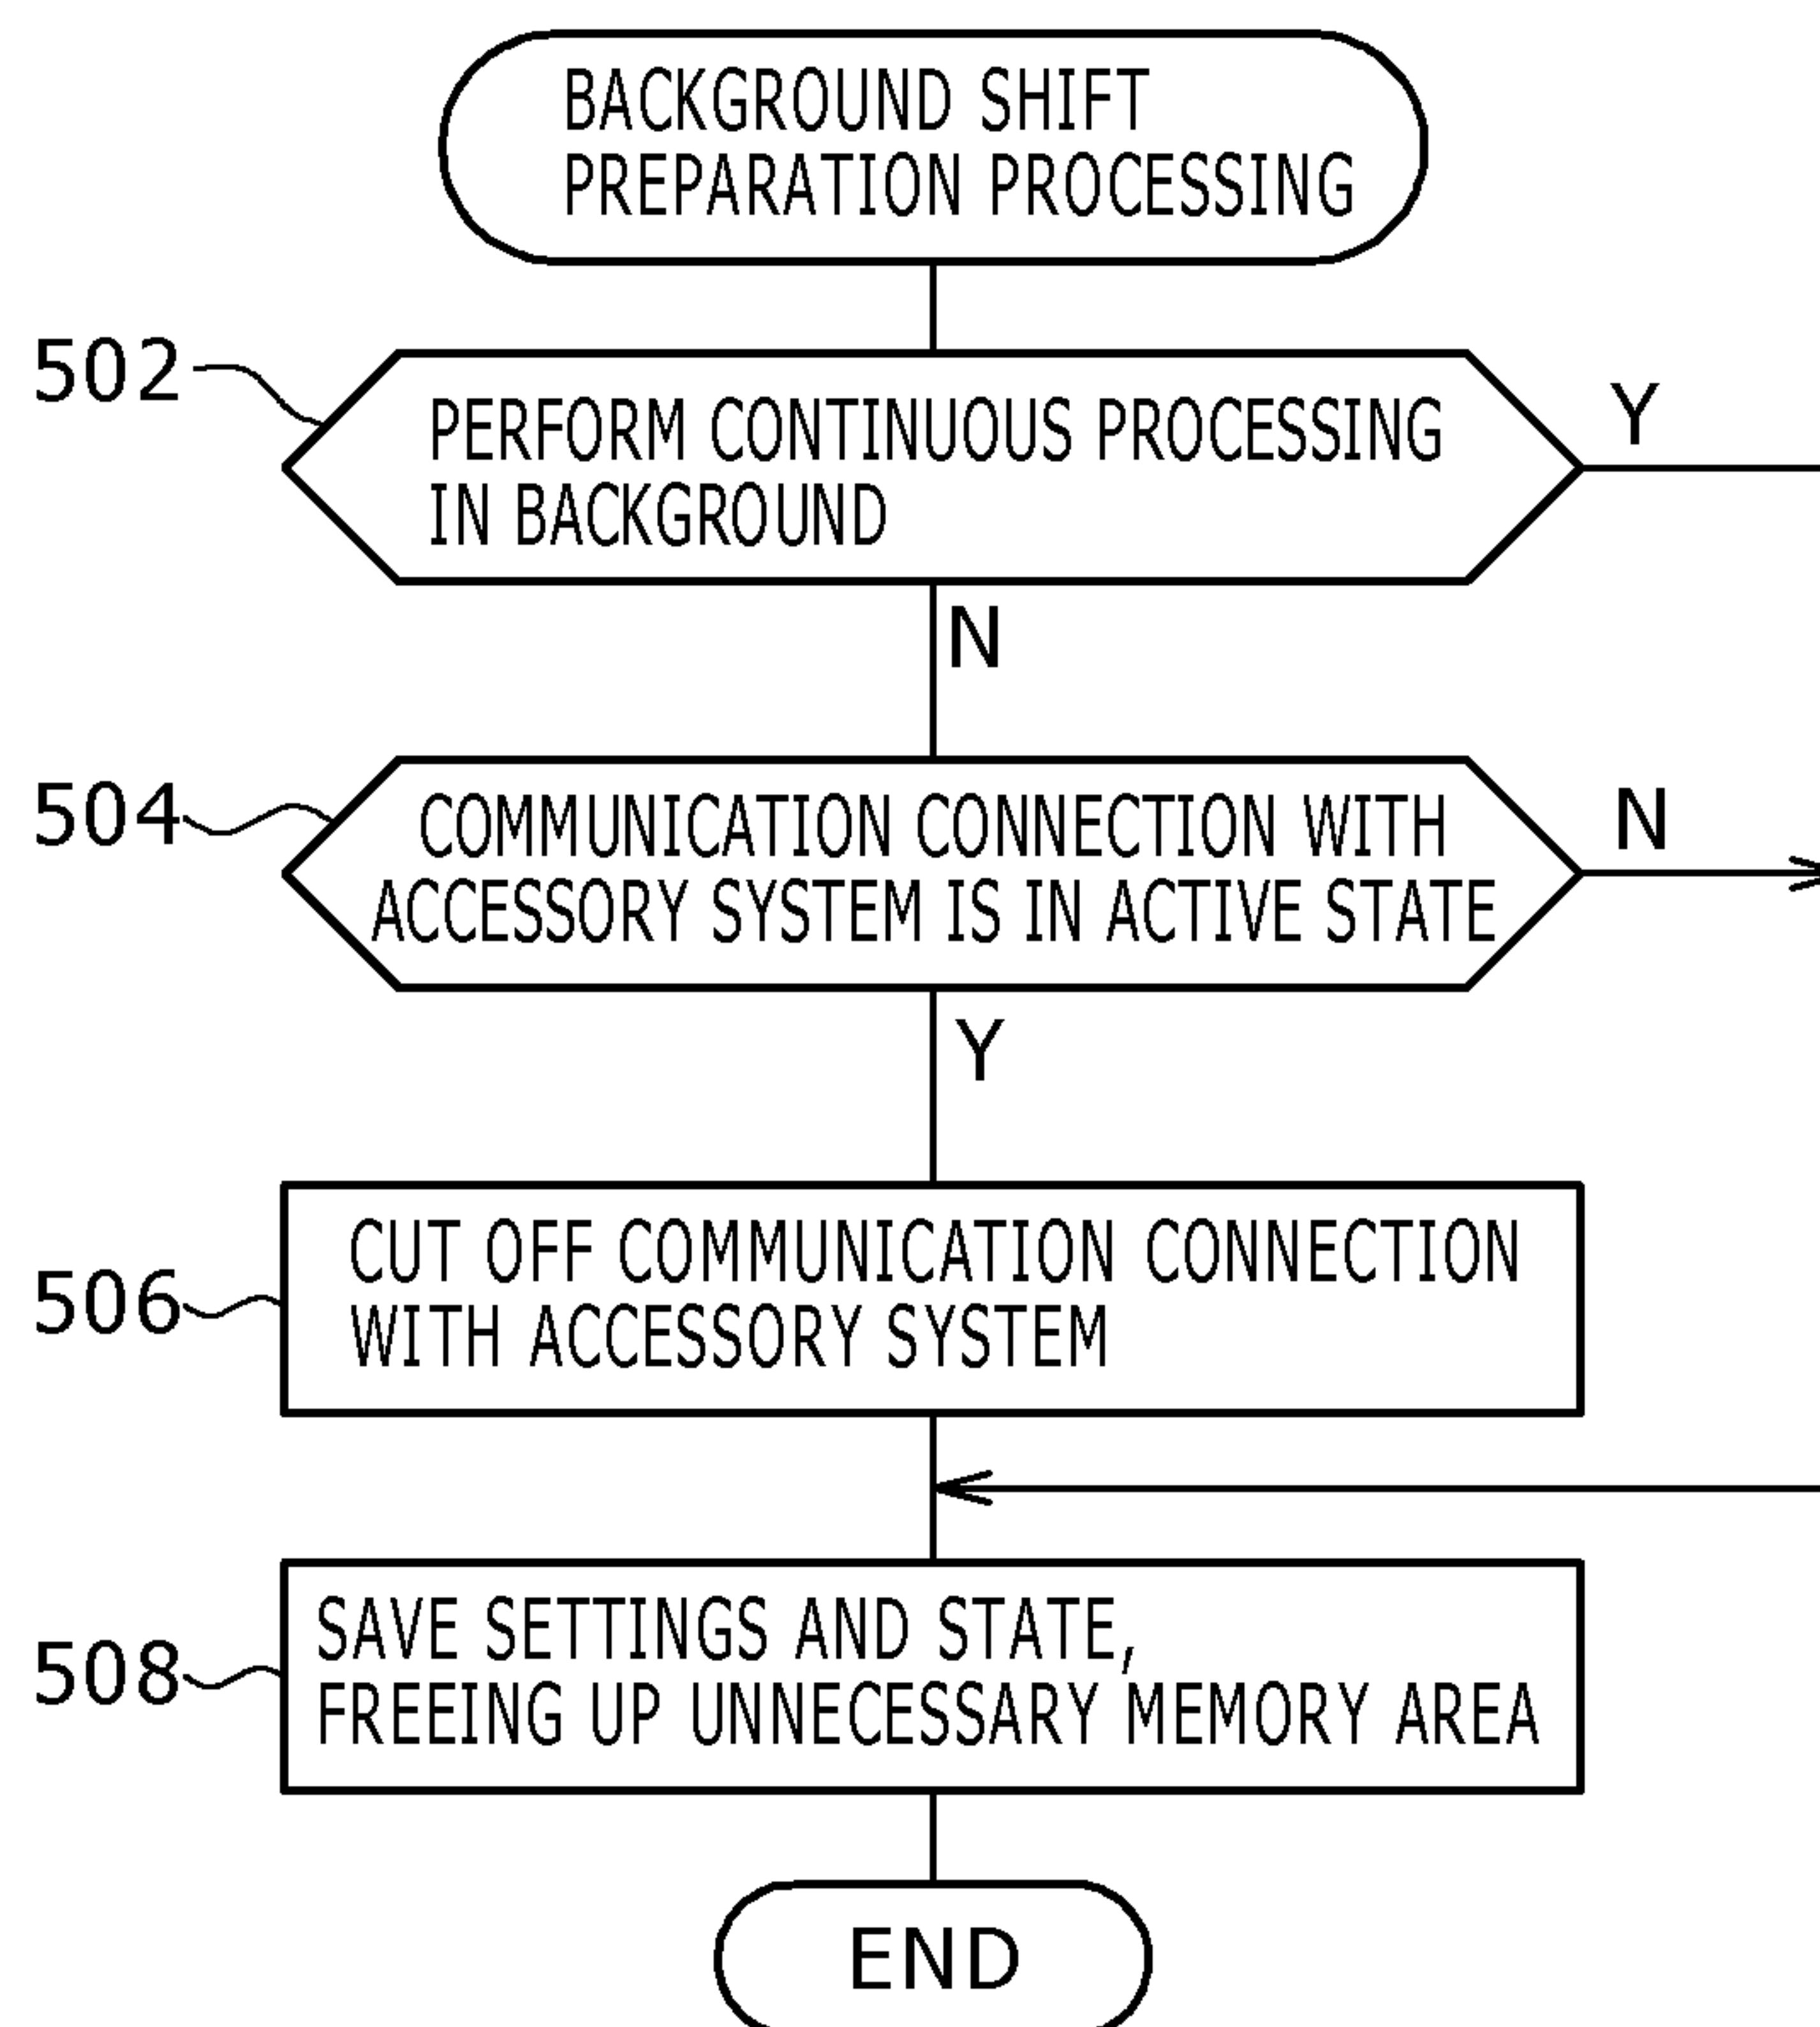 BACKGROUND SHIFT
PREPARATION PROCESSING
502
PERFORM CONTINUOUS PROCESSING
IN BACKGROUND
Y
N
504
COMMUNICATION CONNECTION WITH
ACCESSORY SYSTEM IS IN ACTIVE STATE
N
Y
506
CUT OFF COMMUNICATION CONNECTION
WITH ACCESSORY SYSTEM
508
SAVE SETTINGS AND STATE,
FREEING UP UNNECESSARY MEMORY AREA
END